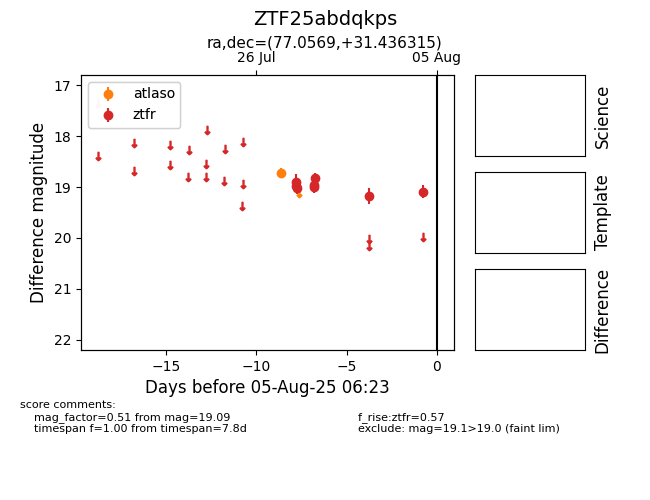 ZTF25abdqkps
ra,dec=(77.0569,+31.436315)
26 Jul
05 Aug
atlaso
ztfr
17
18
19
20
21
22
Difference magnitude
−15
−10
−5
0
Days before 05-Aug-25 06:23
Science
Template
Difference
score comments:
mag_factor=0.51 from mag=19.09
timespan f=1.00 from timespan=7.8d
f_rise:ztfr=0.57
exclude: mag=19.1>19.0 (faint lim)